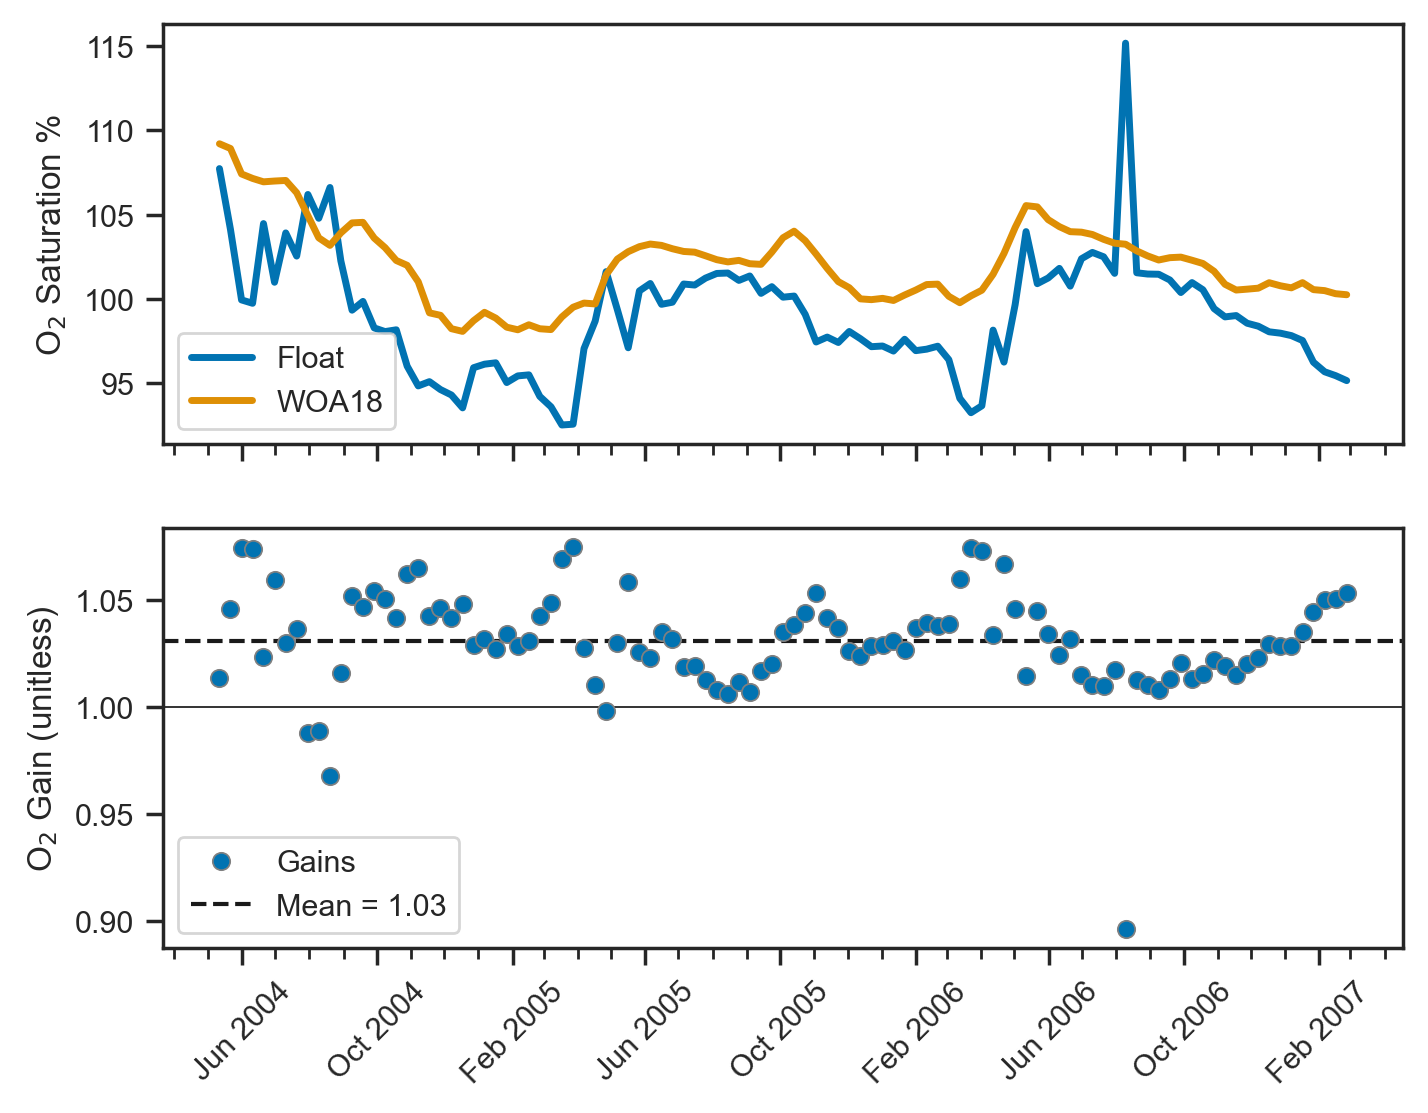 O₂ Saturation %
115
110
105
100
95
Float
WOA18
O₂ Gain (unitless)
1.05
1.00
0.95
0.90
Gains
Mean = 1.03
Jun 2004
Oct 2004
Feb 2005
Jun 2005
Oct 2005
Feb 2006
Jun 2006
Oct 2006
Feb 2007